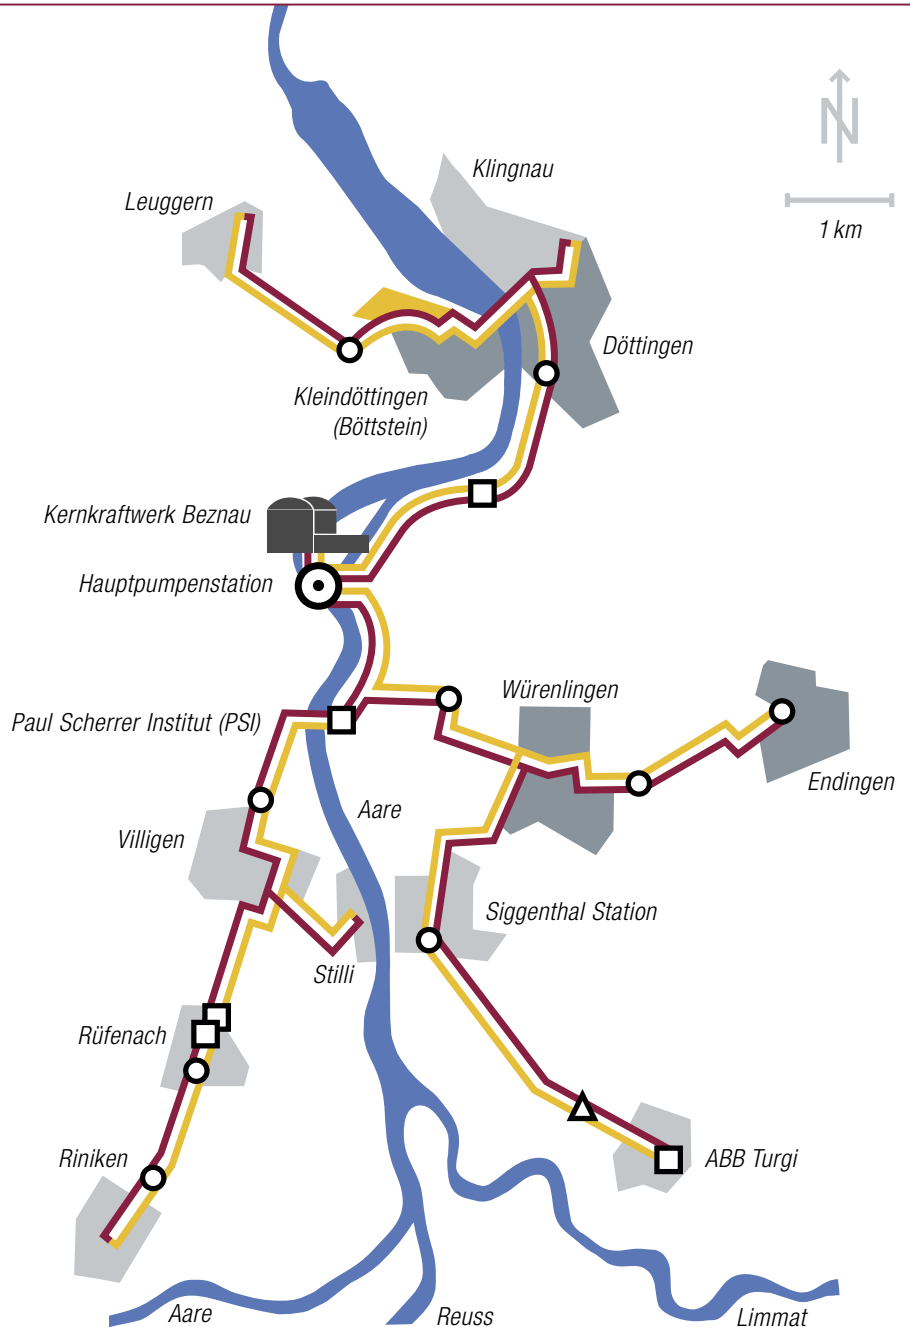 Klingnau
N
Leuggern
1 km
Döttingen
Kleindöttingen
(Böttstein)
Kernkraftwerk Beznau
Hauptpumpenstation
Würenlingen
Paul Scherrer Institut (PSI)
Endingen
Aare
Villigen
Siggenthal Station
Stilli
Rüfenach
Riniken
ABB Turgi
Aare
Reuss
Limmat